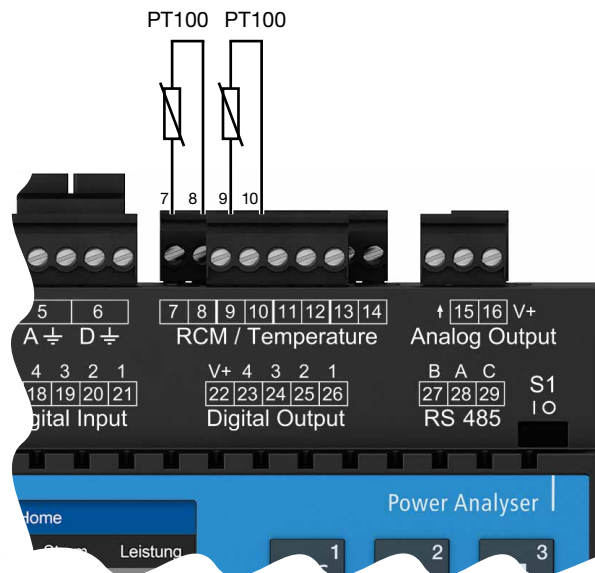 PT100 PT100
7 8 9 10
5 6 7 8 9 10 11 12 13 14 ↑ 15 16 V+
A ⏚ D ⏚ RCM / Temperature Analog Output
4 3 2 1 V+ 4 3 2 1 B A C S1
18 19 20 21 22 23 24 25 26 27 28 29 I O
Digital Output RS 485
Input
Power Analyser
Home
Leistung
1 2 3